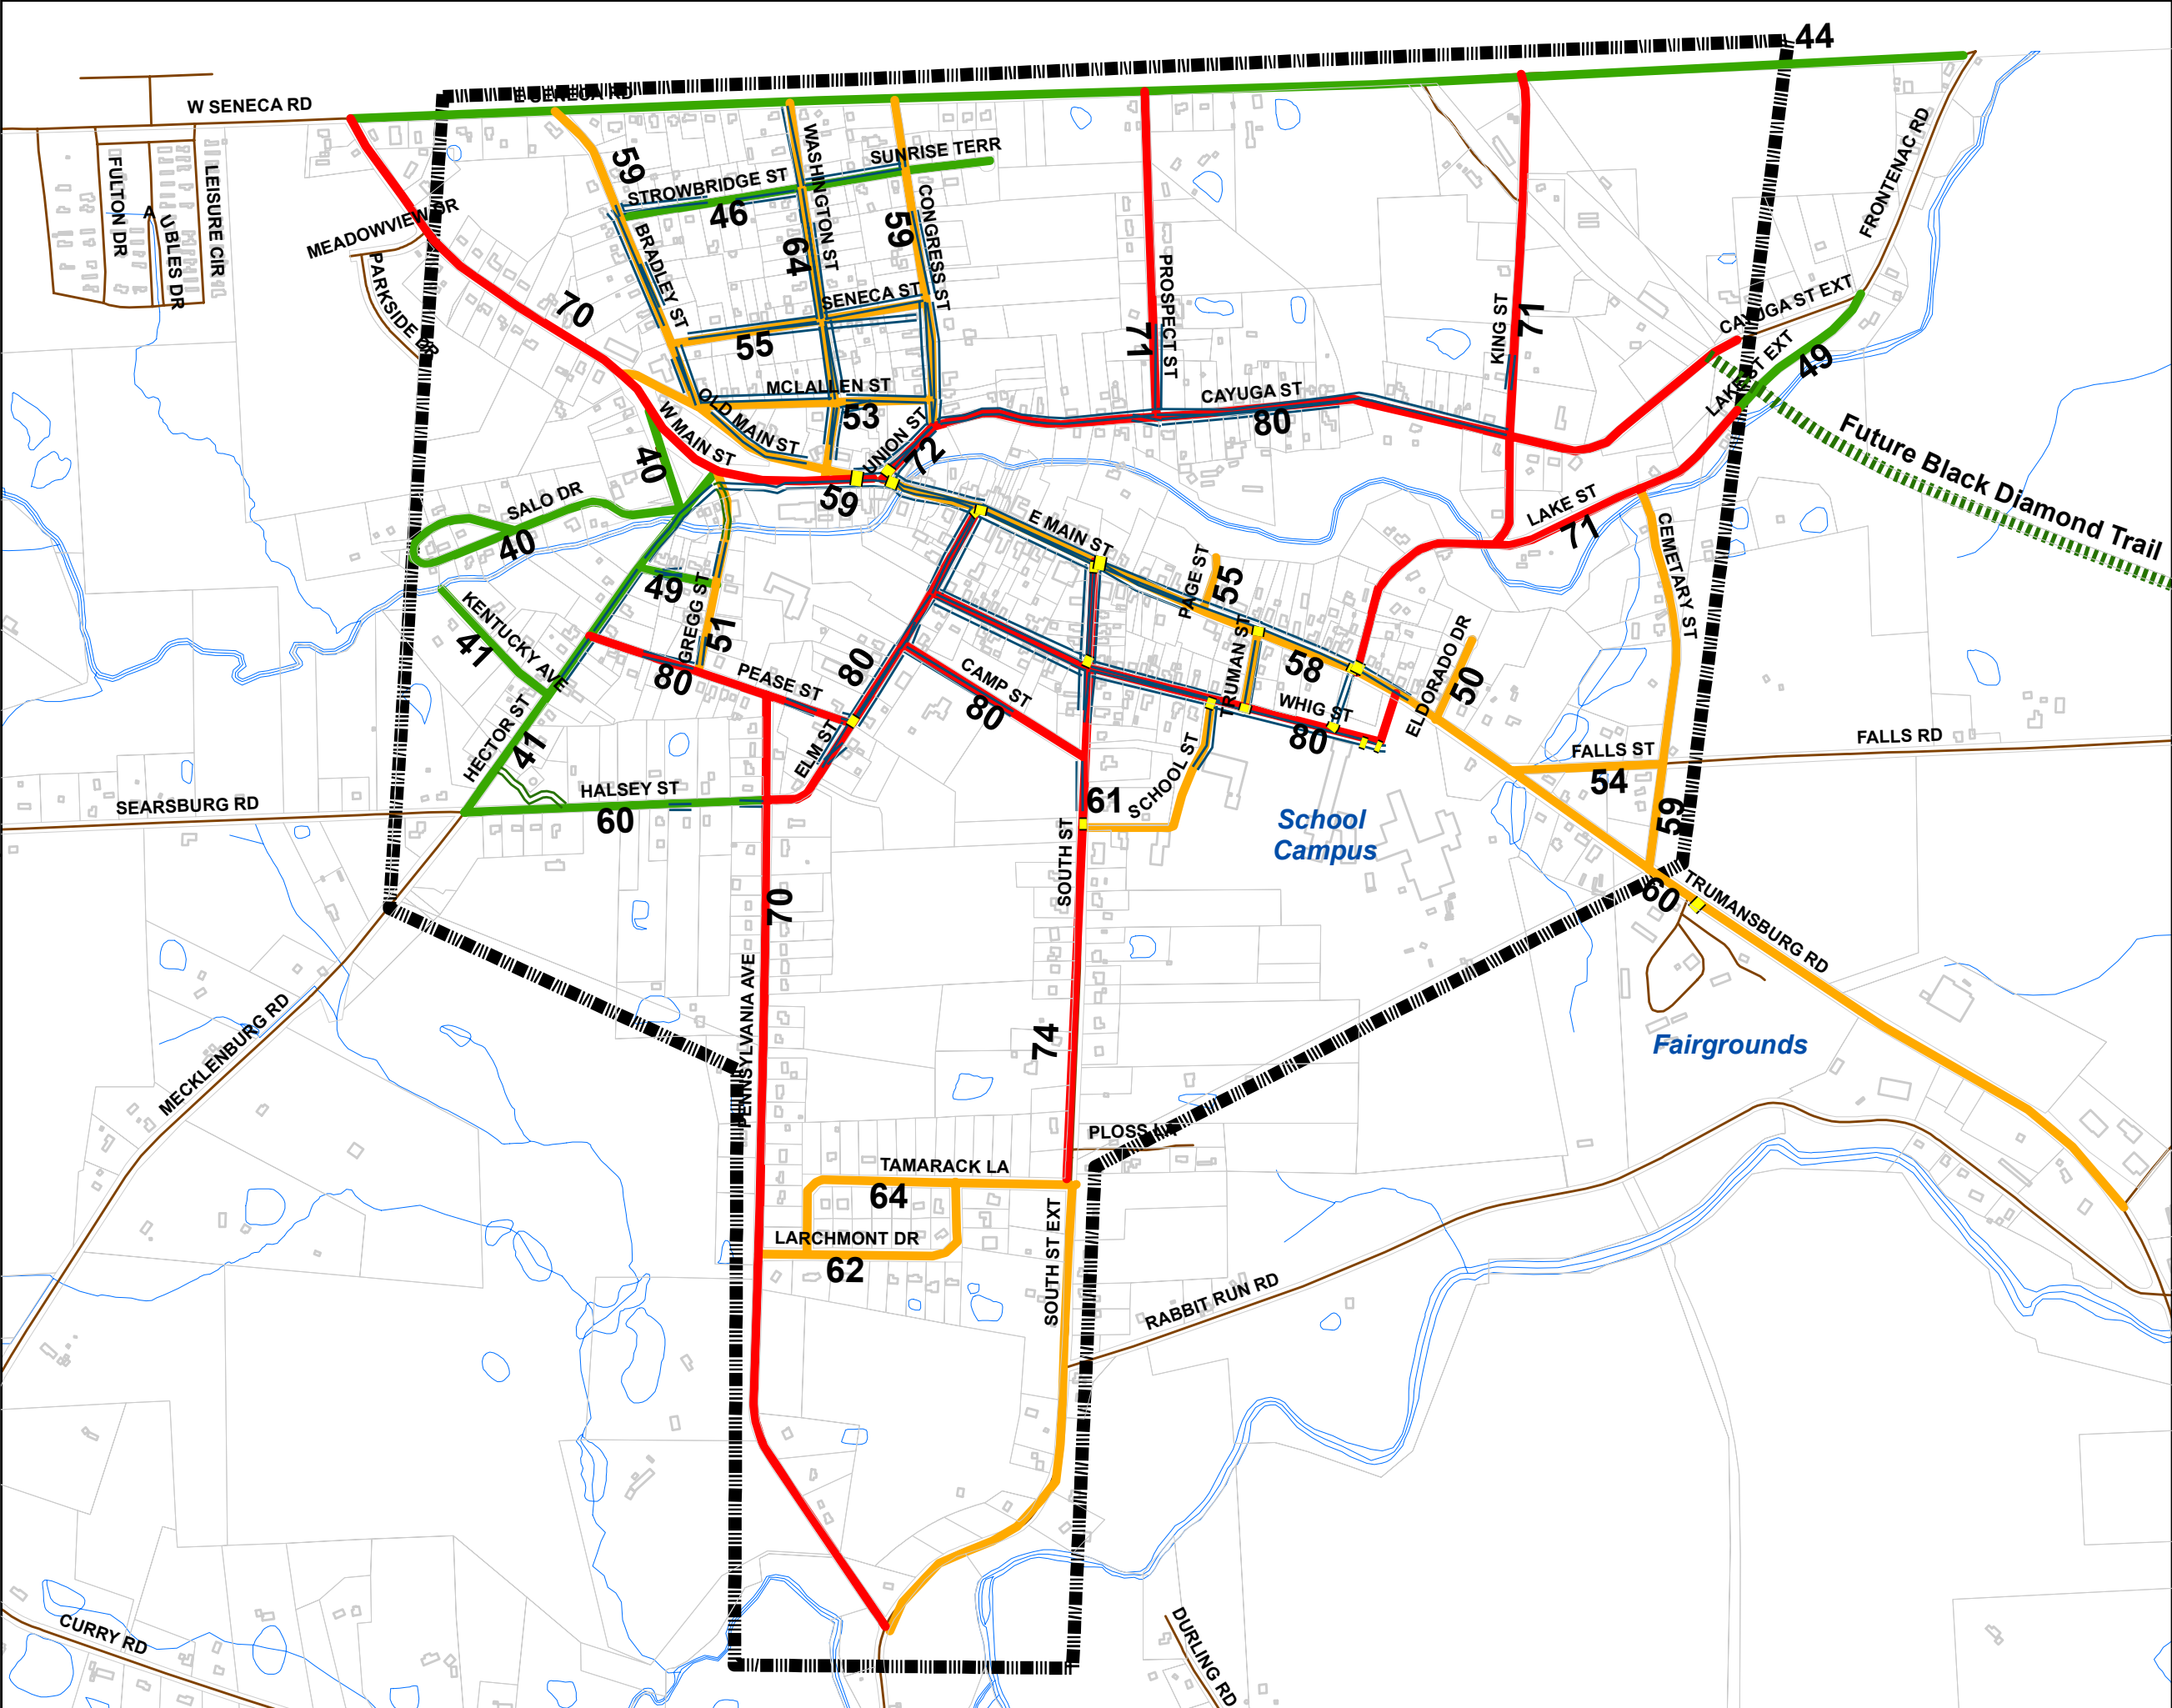 44
W SENECA RD
E SENECA RD
FULTON DR
A
UBLES DR
LEISURE CIR
59
STROWBRIDGE ST
46
WASHINGTON ST
64
SUNRISE TERR
59
CONGRESS ST
FRONTENAC RD
MEADOWVIEW DR
PARKSIDE DR
70
BRADLEY ST
SENECA ST
55
71
PROSPECT ST
KING ST
71
CAYUGA ST EXT
LAKE ST EXT
49
MCLALLEN ST
53
OLD MAIN ST
W MAIN ST
UNION ST
72
CAYUGA ST
80
Future Black Diamond Trail
40
SALO DR
40
59
E MAIN ST
LAKE ST
71
CEMETARY ST
49
GREGG ST
51
PAGE ST
55
KENTUCKY AVE
41
80
PEASE ST
80
CAMP ST
80
TRUMAN ST
58
WHIG ST
80
ELDORADO DR
50
HECTOR ST
41
ELM ST
SCHOOL ST
FALLS ST
54
FALLS RD
SEARSBURG RD
HALSEY ST
60
61
SOUTH ST
School
Campus
59
60
TRUMANSBURG RD
70
PENNSYLVANIA AVE
74
Fairgrounds
MECKLENBURG RD
PLOSS LA
TAMARACK LA
64
LARCHMONT DR
62
SOUTH ST EXT
RABBIT RUN RD
CURRY RD
DURLING RD